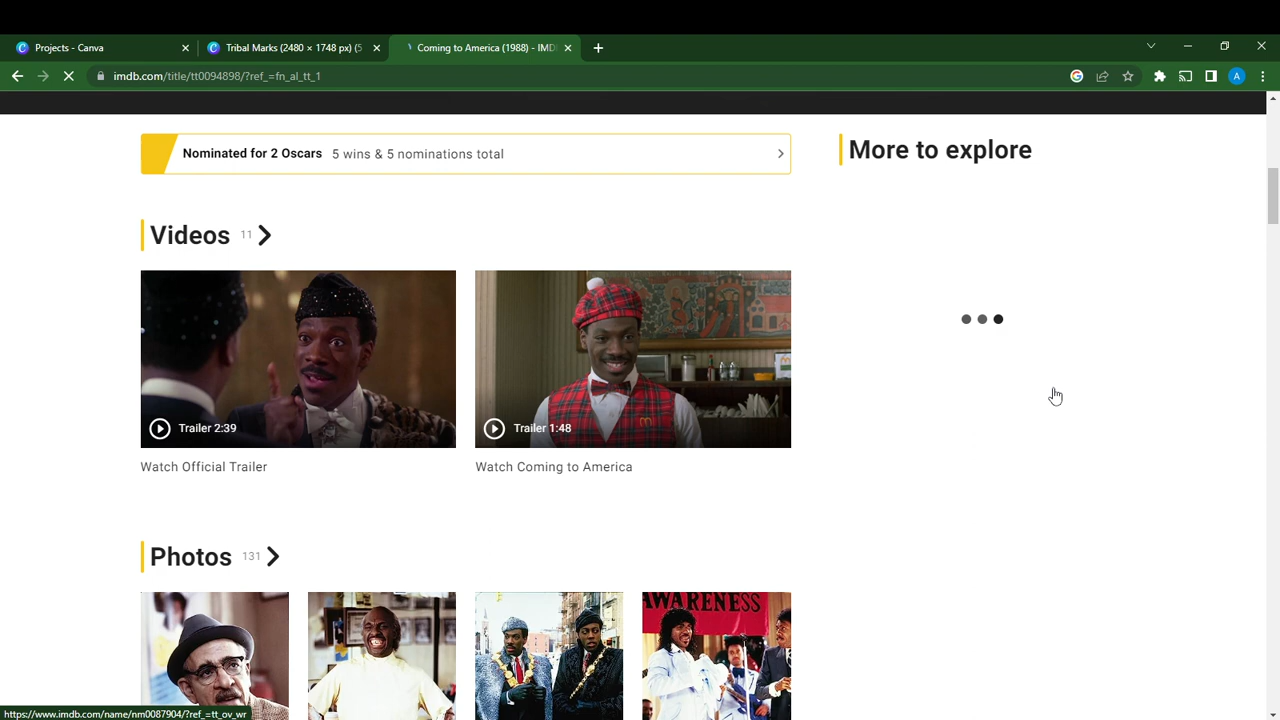 Projects - Canva
Tribal Marks (2480 × 1748 px) (5
Coming to America (1988) - IMD
imdb.com/title/tt0094898/?ref_=fn_al_tt_1
A
Nominated for 2 Oscars 5 wins & 5 nominations total
More to explore
Videos 11
Trailer 2:39
Trailer 1:48
Watch Official Trailer
Watch Coming to America
Photos 131
AWARENESS
https://www.imdb.com/name/nm0087904/?ref_=tt_ov_wr